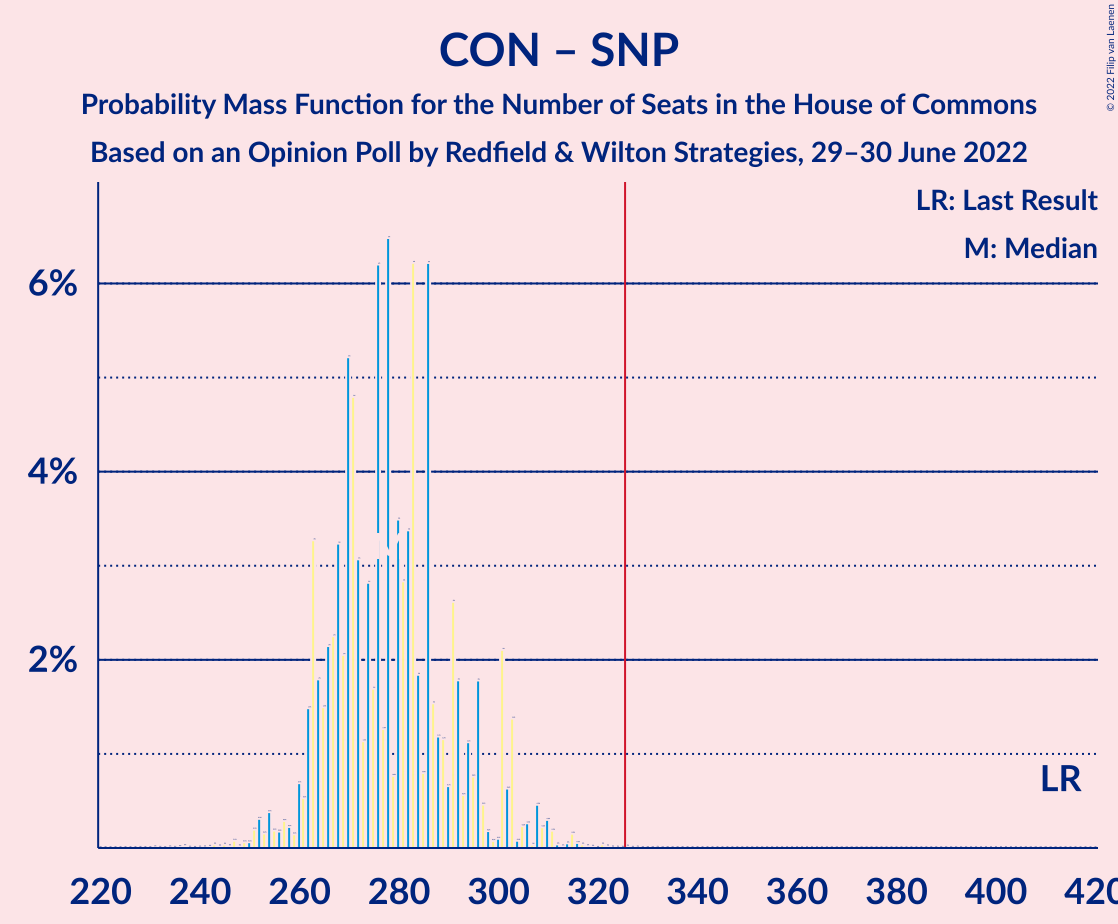 CON – SNP
Probability Mass Function for the Number of Seats in the House of Commons
Based on an Opinion Poll by Redfield & Wilton Strategies, 29–30 June 2022
© 2022 Filip van Laenen
LR: Last Result
M: Median
6%
4%
2%
LR
220 240 260 280 300 320 340 360 380 400 420